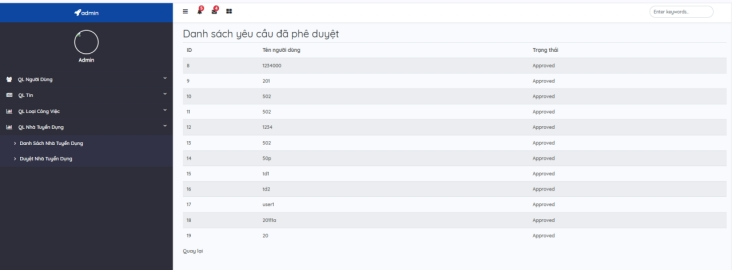 admin
Enter keywords..
Admin
QL Người Dùng
QL Tin
QL Loại Công Việc
QL Nhà Tuyển Dụng
Danh Sách Nhà Tuyển Dụng
Duyệt Nhà Tuyển Dụng
Danh sách yêu cầu đã phê duyệt
ID Tên người dùng Trạng thái
8 1234000 Approved
9 201 Approved
10 502 Approved
11 502 Approved
12 1234 Approved
13 502 Approved
14 50p Approved
15 td1 Approved
16 td2 Approved
17 user1 Approved
18 20111a Approved
19 20 Approved
Quay lại